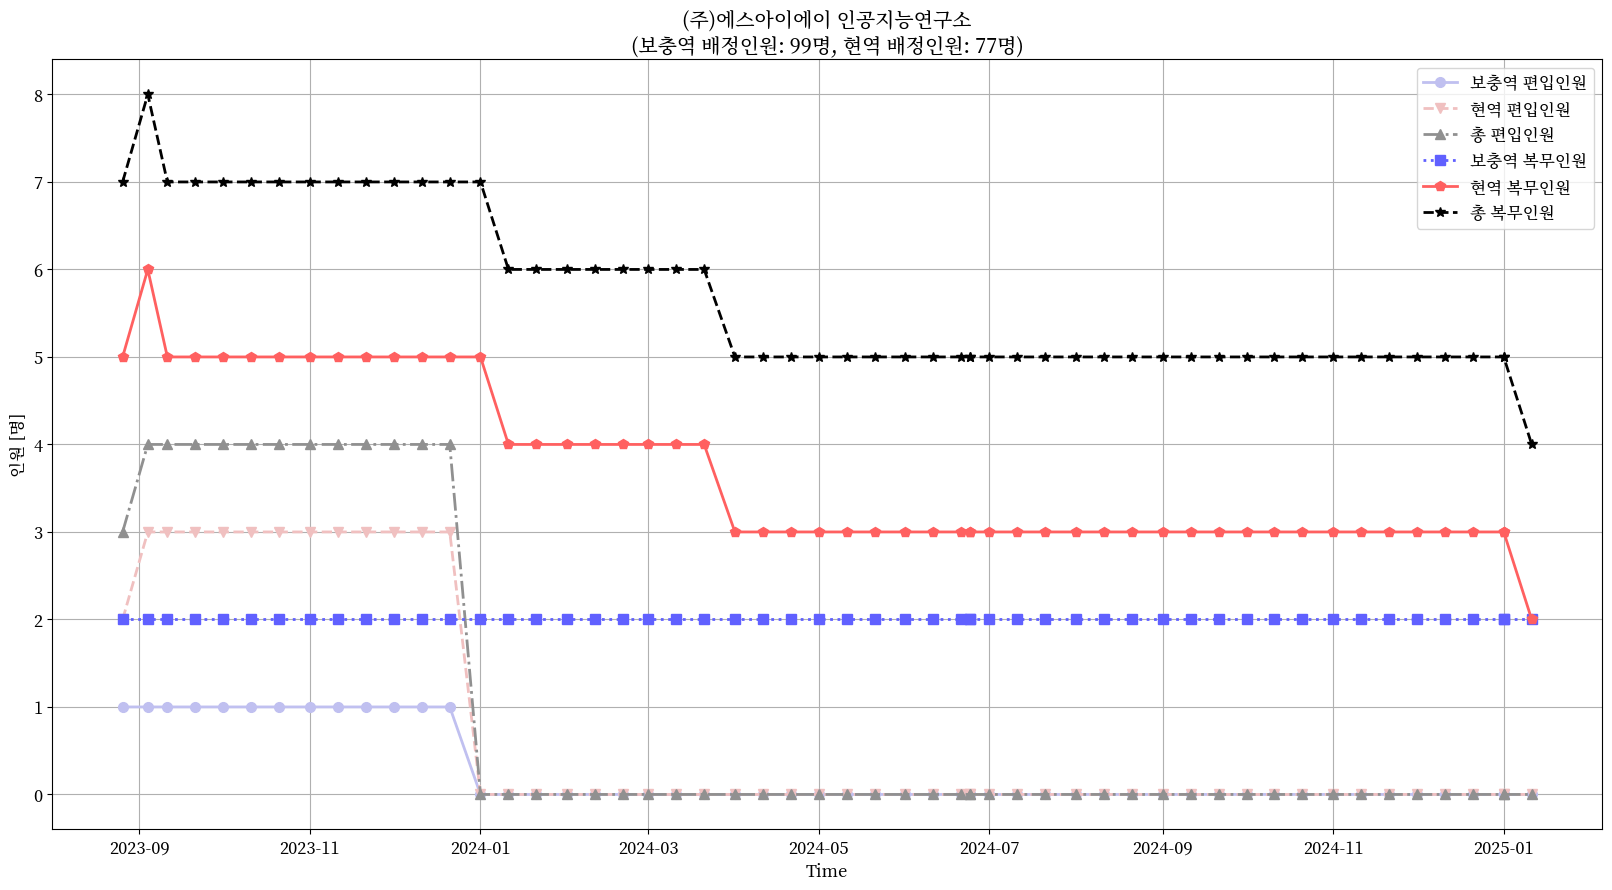 (주)에스아이에이 인공지능연구소
(보충역 배정인원: 99명, 현역 배정인원: 77명)
보충역 편입인원
현역 편입인원
총 편입인원
보충역 복무인원
현역 복무인원
총 복무인원
인원 [명]
8
7
6
5
4
3
2
1
0
2023-09
2023-11
2024-01
2024-03
2024-05
2024-07
2024-09
2024-11
2025-01
Time